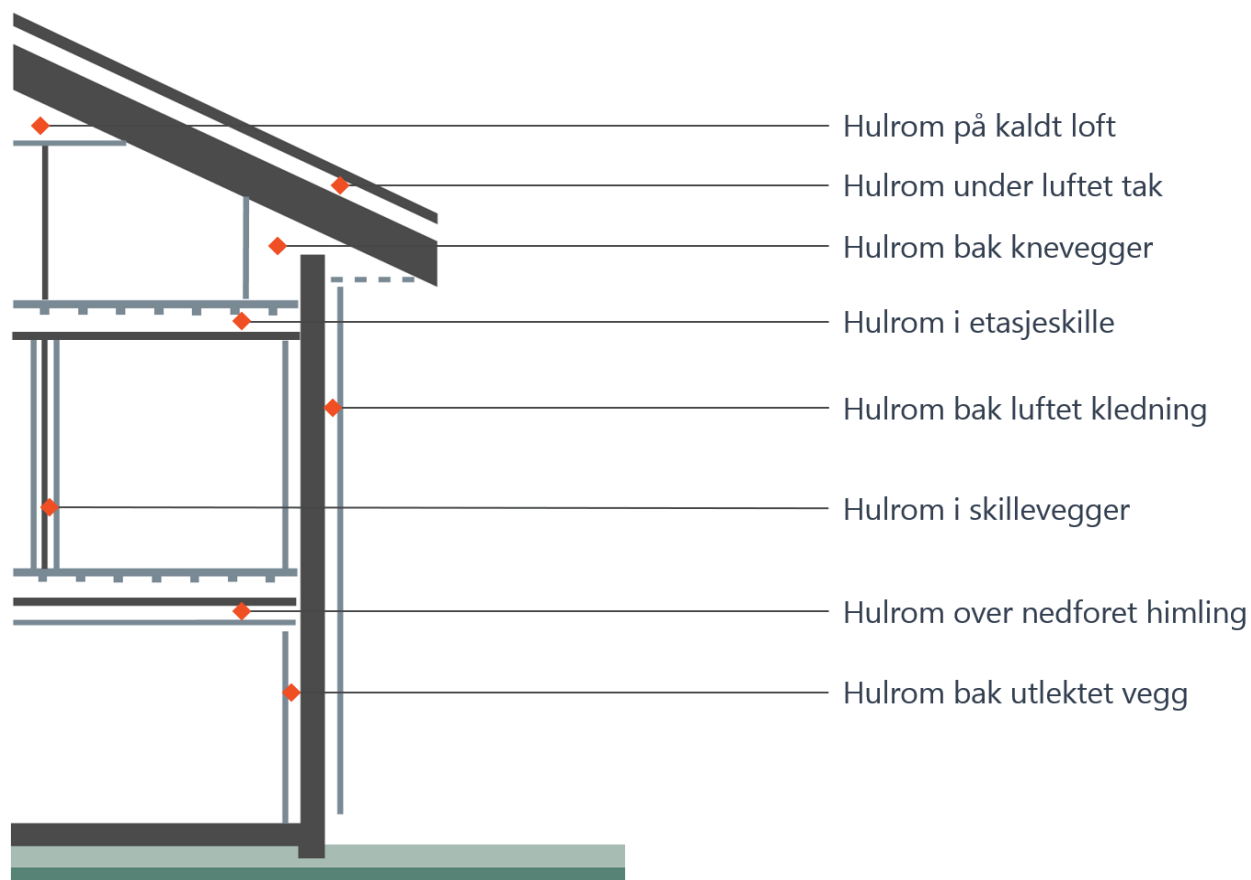 Hulrom på kaldt loft
Hulrom under luftet tak
Hulrom bak knevegger
Hulrom i etasjeskille
Hulrom bak luftet kledning
Hulrom i skillevegger
Hulrom over nedforet himling
Hulrom bak utlektet vegg